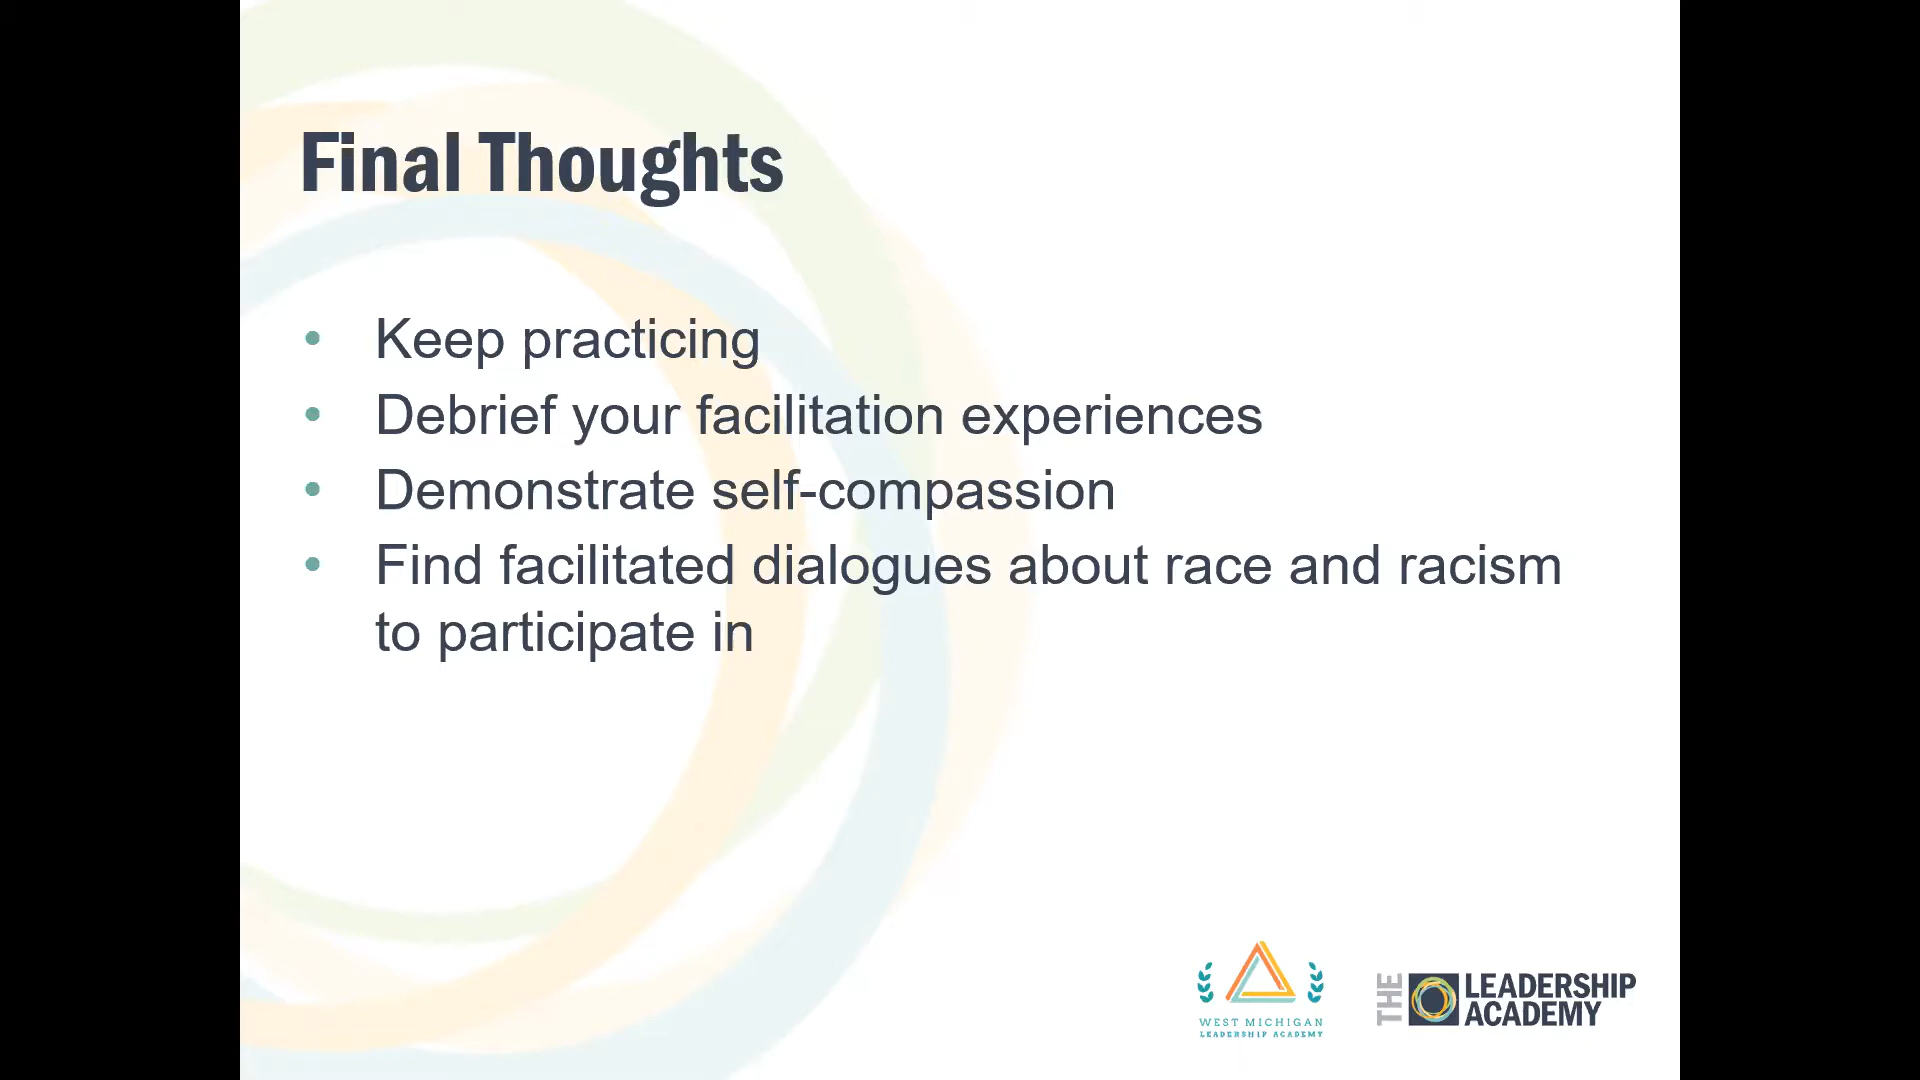 Final Thoughts
• Keep practicing
• Debrief your facilitation experiences
• Demonstrate self-compassion
• Find facilitated dialogues about race and racism
to participate in
WEST MICHIGAN
LEADERSHIP ACADEMY
THE LEADERSHIP
ACADEMY